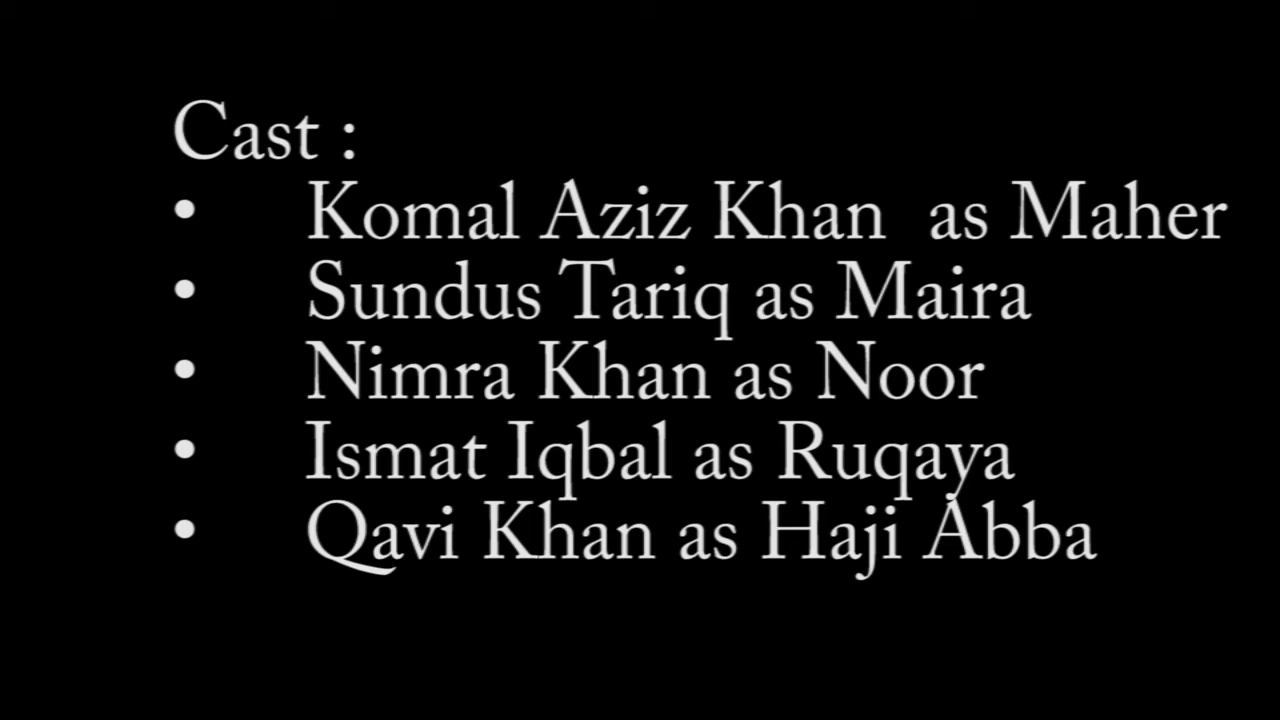 Cast :
• Komal Aziz Khan  as Maher
• Sundus Tariq as Maira
• Nimra Khan as Noor
• Ismat Iqbal as Ruqaya
• Qavi Khan as Haji Abba